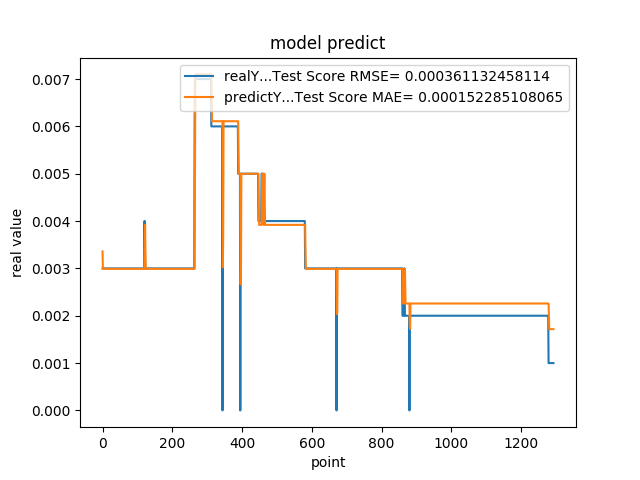 model predict
realY...Test Score RMSE= 0.000361132458114
predictY...Test Score MAE= 0.000152285108065
real value
0.007
0.006
0.005
0.004
0.003
0.002
0.001
0.000
0 200 400 600 800 1000 1200
point